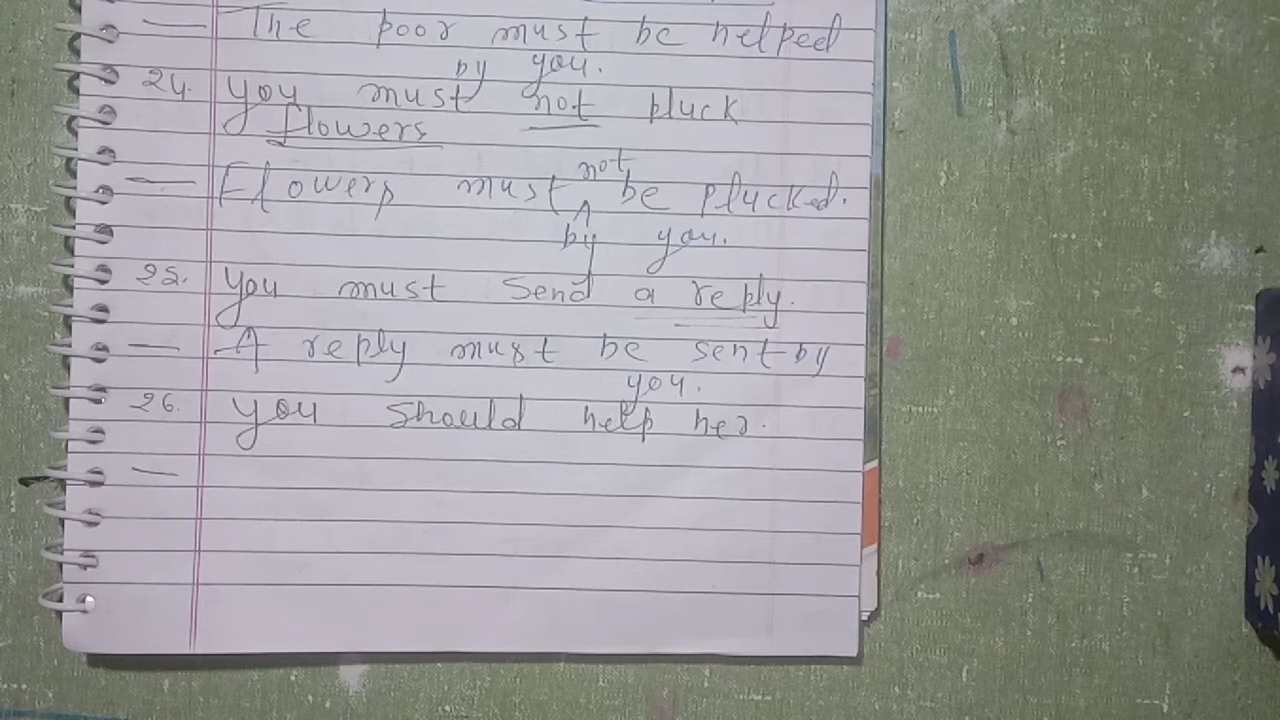 — The poor must be helped
by you.
24. You must not pluck
flowers
— Flowers must not be plucked.
by you.
25. You must send a reply.
— A reply must be sent by
you.
26. You should help her.
—